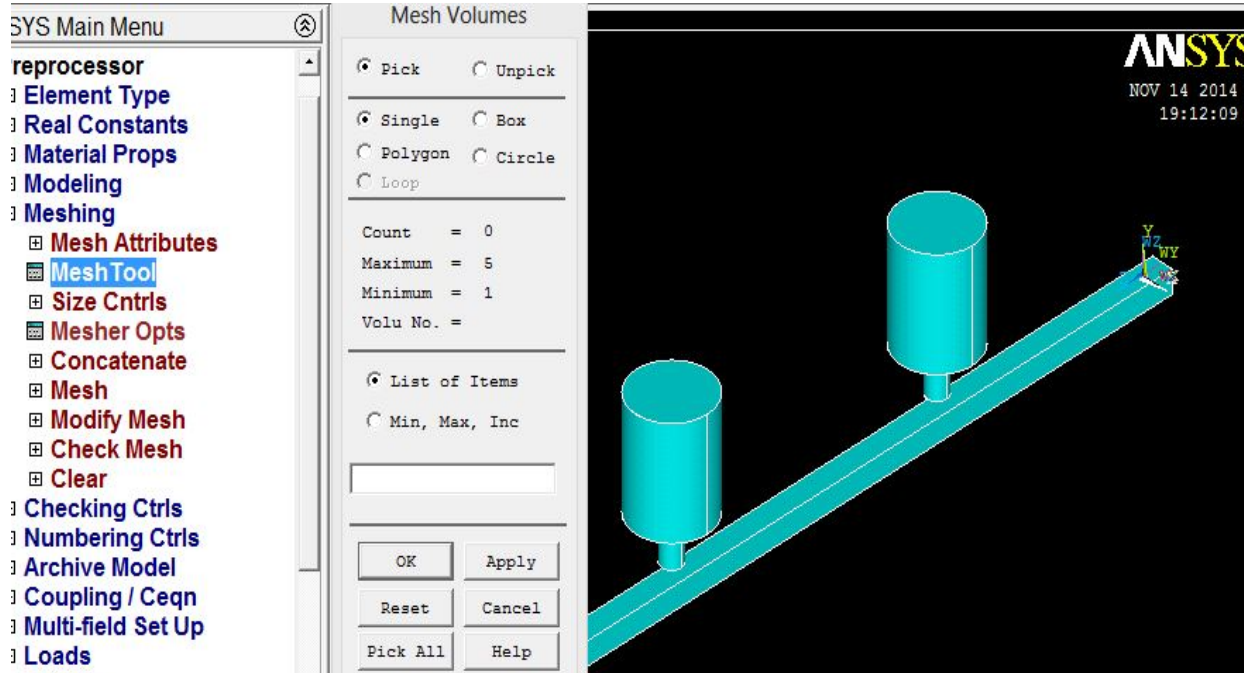 SYS Main Menu
reprocessor
Element Type
Real Constants
Material Props
Modeling
Meshing
Mesh Attributes
MeshTool
Size Cntrls
Mesher Opts
Concatenate
Mesh
Modify Mesh
Check Mesh
Clear
Checking Ctrls
Numbering Ctrls
Archive Model
Coupling / Ceqn
Multi-field Set Up
Loads
Mesh Volumes
Pick Unpick
Single Box
Polygon Circle
Loop
Count = 0
Maximum = 5
Minimum = 1
Volu No. =
List of Items
Min, Max, Inc
OK Apply
Reset Cancel
Pick All Help
ANSYS
NOV 14 2014
19:12:09
Y
WZ
WY